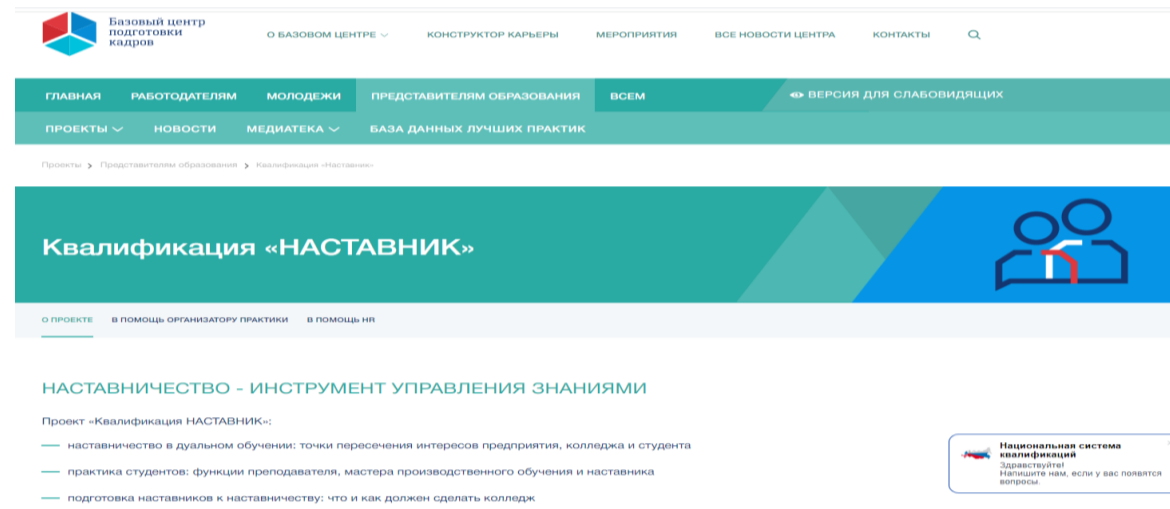 Базовый центр
подготовки
кадров
О БАЗОВОМ ЦЕНТРЕ КОНСТРУКТОР КАРЬЕРЫ МЕРОПРИЯТИЯ ВСЕ НОВОСТИ ЦЕНТРА КОНТАКТЫ
ГЛАВНАЯ РАБОТОДАТЕЛЯМ МОЛОДЕЖИ ПРЕДСТАВИТЕЛЯМ ОБРАЗОВАНИЯ ВСЕМ ВЕРСИЯ ДЛЯ СЛАБОВИДЯЩИХ
ПРОЕКТЫ НОВОСТИ МЕДИАТЕКА БАЗА ДАННЫХ ЛУЧШИХ ПРАКТИК
Проекты > Представителям образования > Квалификация «Наставник»
Квалификация «НАСТАВНИК»
О ПРОЕКТЕ В ПОМОЩЬ ОРГАНИЗАТОРУ ПРАКТИКИ В ПОМОЩЬ HR
НАСТАВНИЧЕСТВО - ИНСТРУМЕНТ УПРАВЛЕНИЯ ЗНАНИЯМИ
Проект «Квалификация НАСТАВНИК»:
— наставничество в дуальном обучении: точки пересечения интересов предприятия, колледжа и студента
— практика студентов: функции преподавателя, мастера производственного обучения и наставника
— подготовка наставников к наставничеству: что и как должен сделать колледж
Национальная система
квалификаций
Здравствуйте!
Напишите нам, если у вас появятся
вопросы.